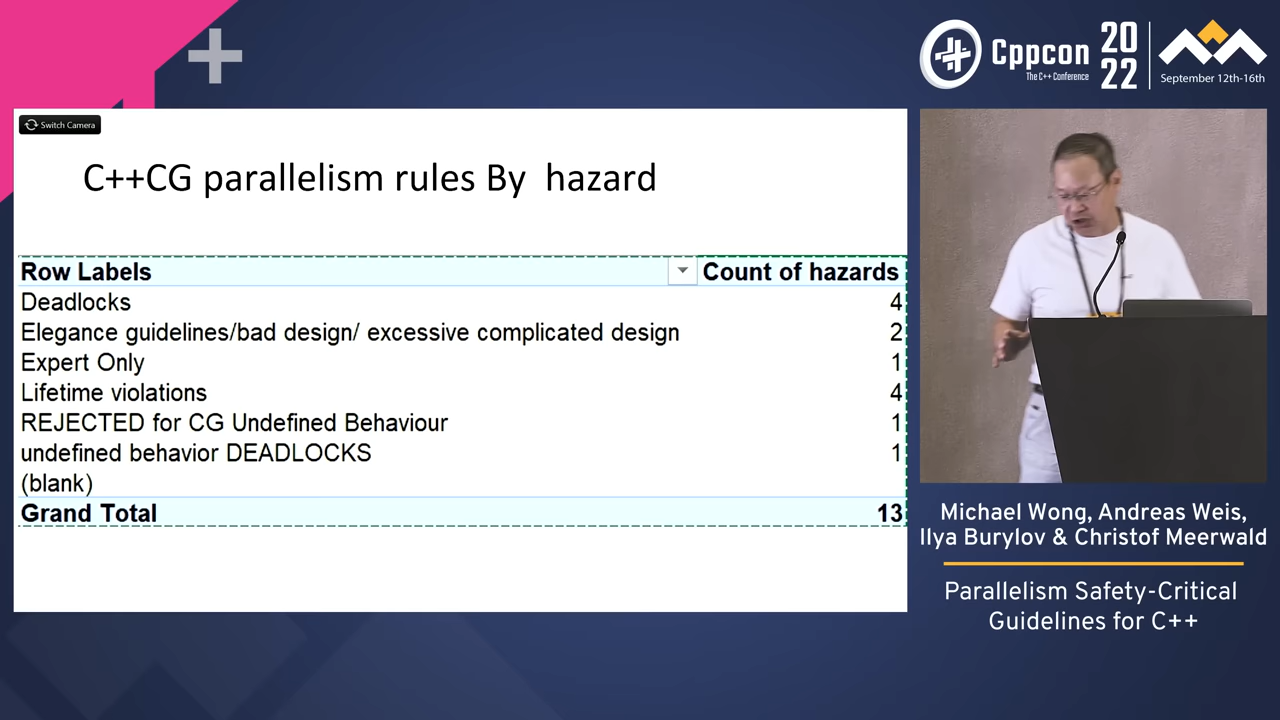 Cppcon
The C++ Conference
20
22
September 12th-16th
Switch Camera
C++CG parallelism rules By hazard
Row Labels Count of hazards
Deadlocks 4
Elegance guidelines/bad design/ excessive complicated design 2
Expert Only 1
Lifetime violations 4
REJECTED for CG Undefined Behaviour 1
undefined behavior DEADLOCKS 1
(blank)
Grand Total 13
Michael Wong, Andreas Weis,
Ilya Burylov & Christof Meerwald
Parallelism Safety-Critical
Guidelines for C++